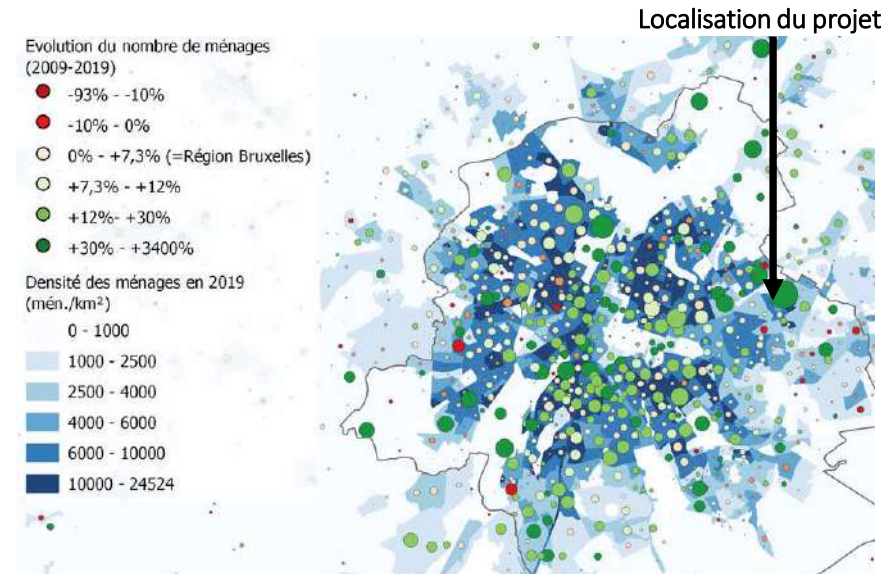 Localisation du projet
Evolution du nombre de ménages
(2009-2019)
-93% - -10%
-10% - 0%
0% - +7,3% (=Région Bruxelles)
+7,3% - +12%
+12%- +30%
+30% - +3400%
Densité des ménages en 2019
(mén./km²)
0 - 1000
1000 - 2500
2500 - 4000
4000 - 6000
6000 - 10000
10000 - 24524